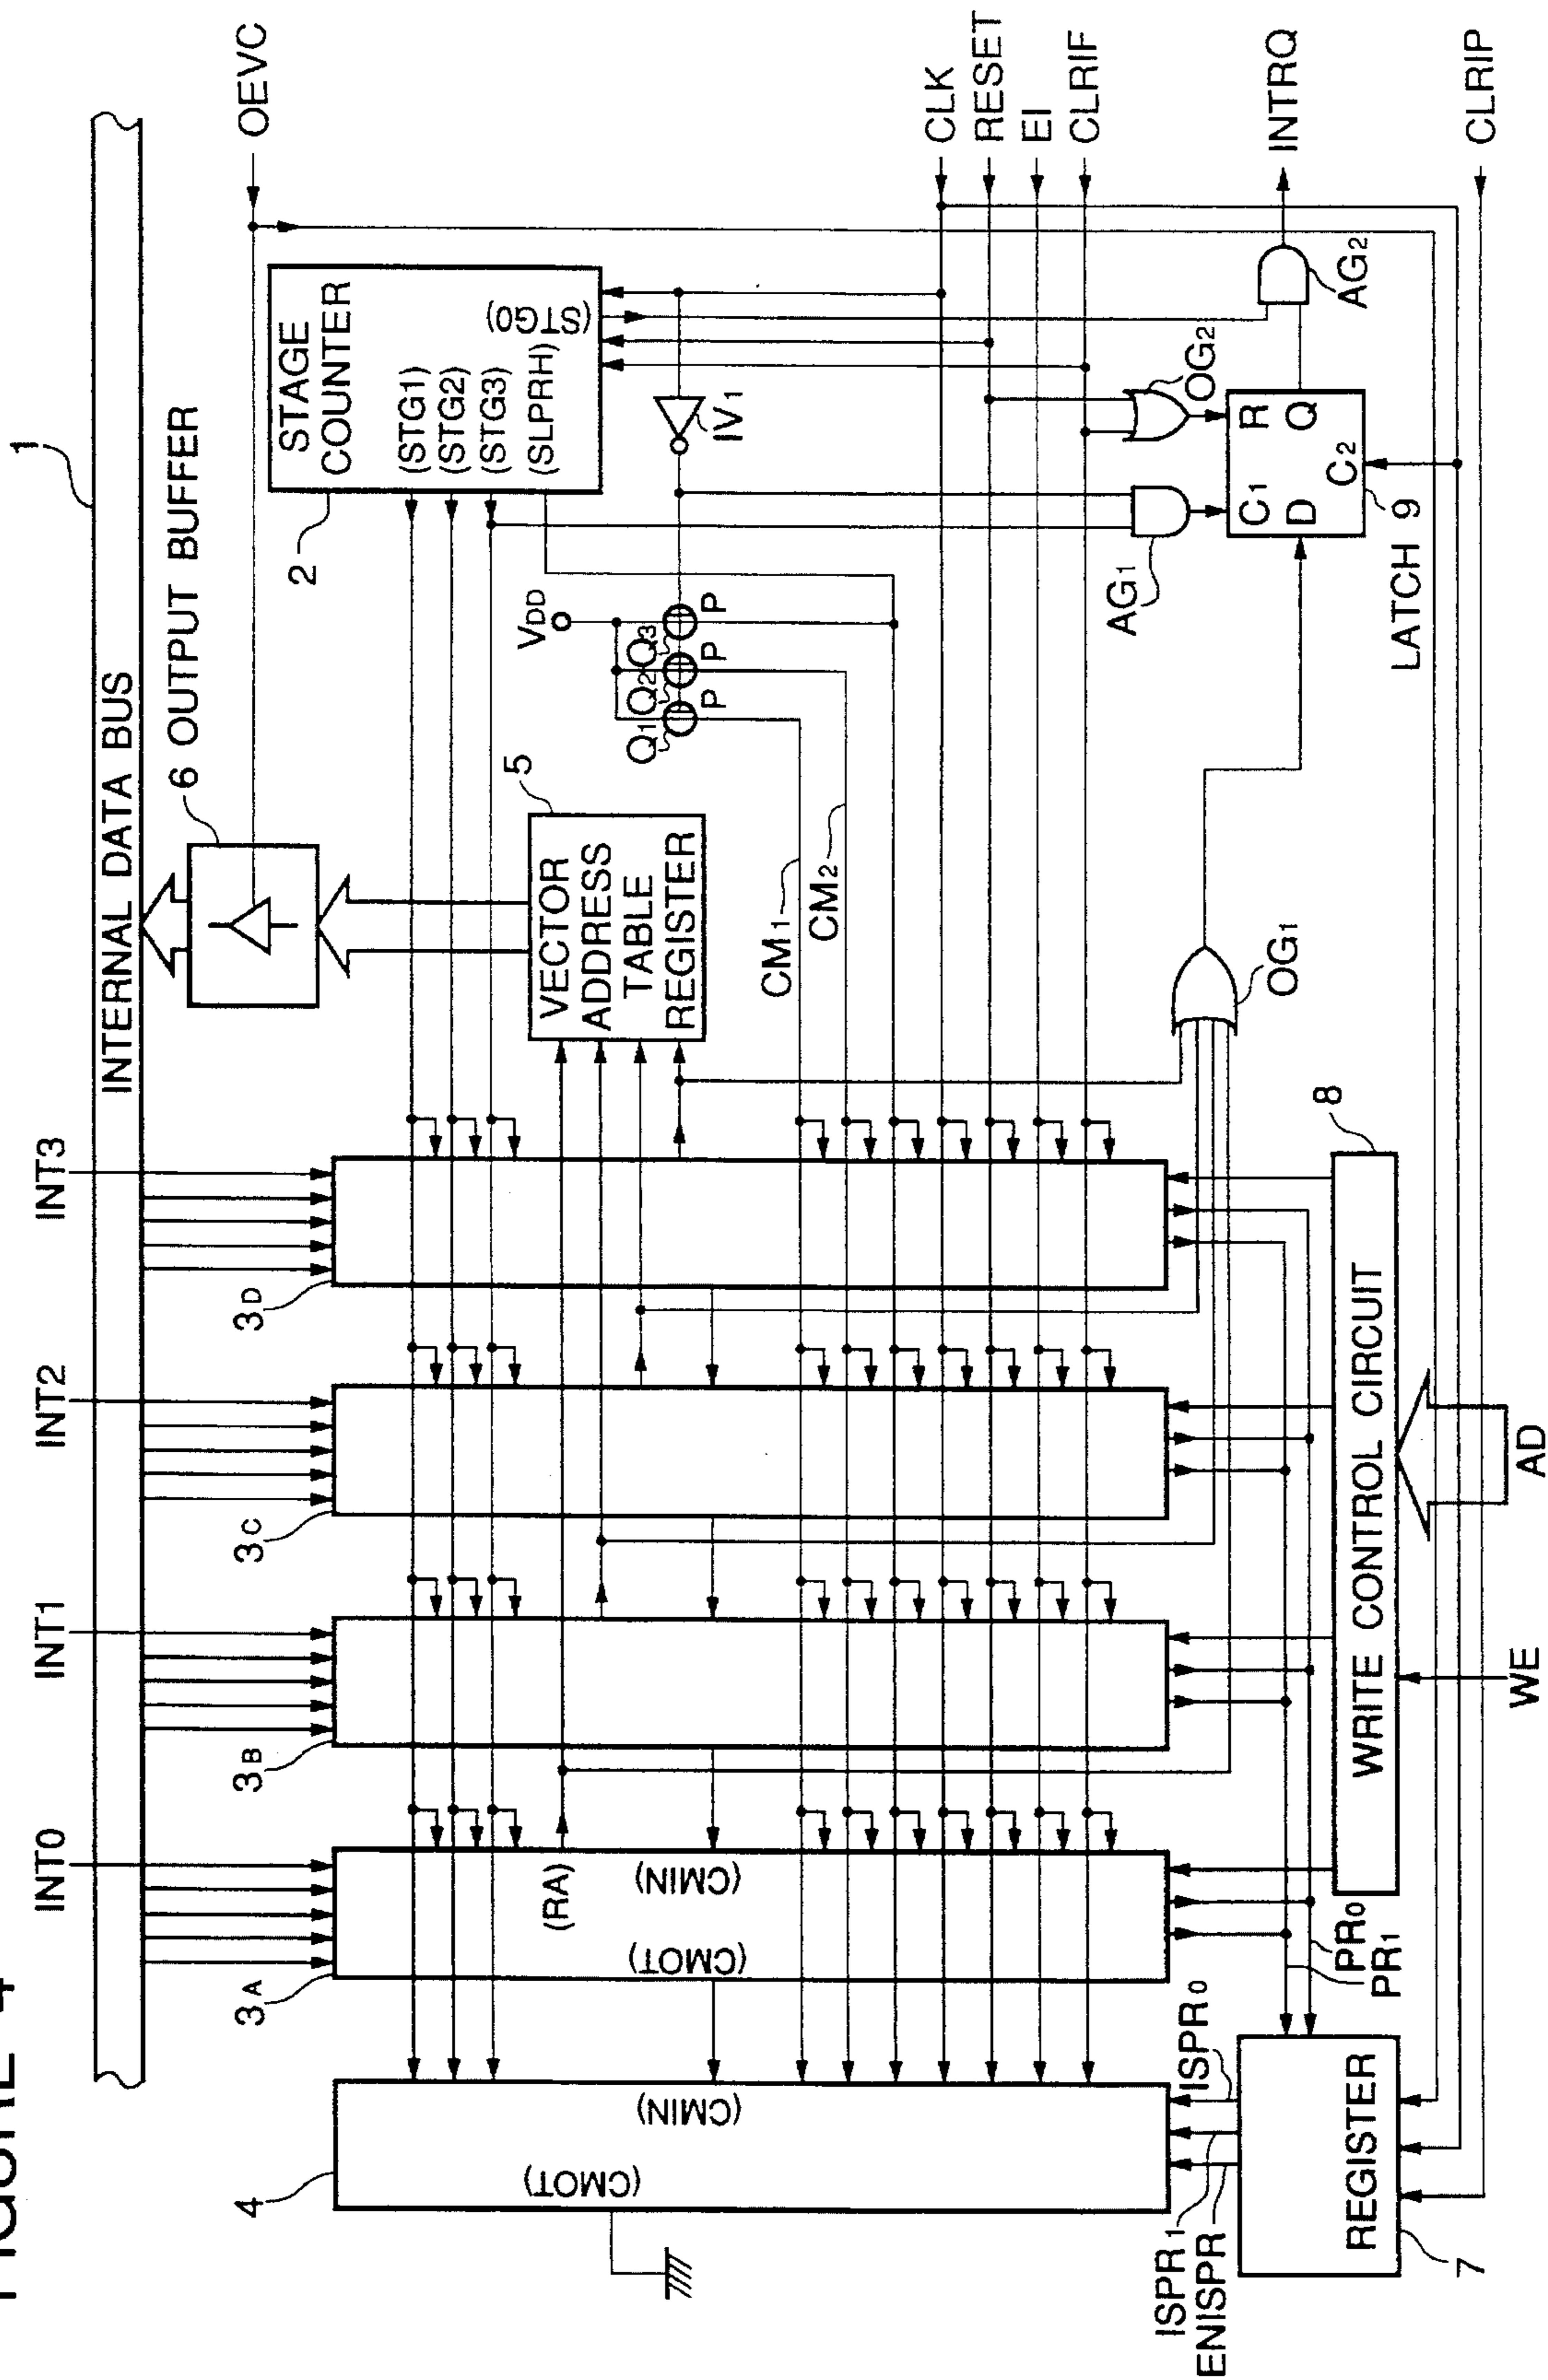 FIGURE 4
1
INTERNAL DATA BUS
OEVC
6 OUTPUT BUFFER
INT0
INT1
INT2
INT3
STAGE
COUNTER
(STG1)
(STG2)
(STG3)
(SLPRH)
(STG0)
2
VDD
Q1
Q2
Q3
P
P
P
IV1
5
VECTOR
ADDRESS
TABLE
REGISTER
CM1
CM2
CLK
RESET
EI
CLRIF
INTRQ
CLRIP
AG1
AG2
OG2
OG1
C1
R
D
Q
C2
LATCH 9
3A
3B
3C
3D
(RA)
(CMIN)
(CMOT)
4
(CMIN)
(CMOT)
8
WRITE CONTROL CIRCUIT
WE
AD
PR0
PR1
ISPR0
ISPR1
ENISPR
REGISTER
7